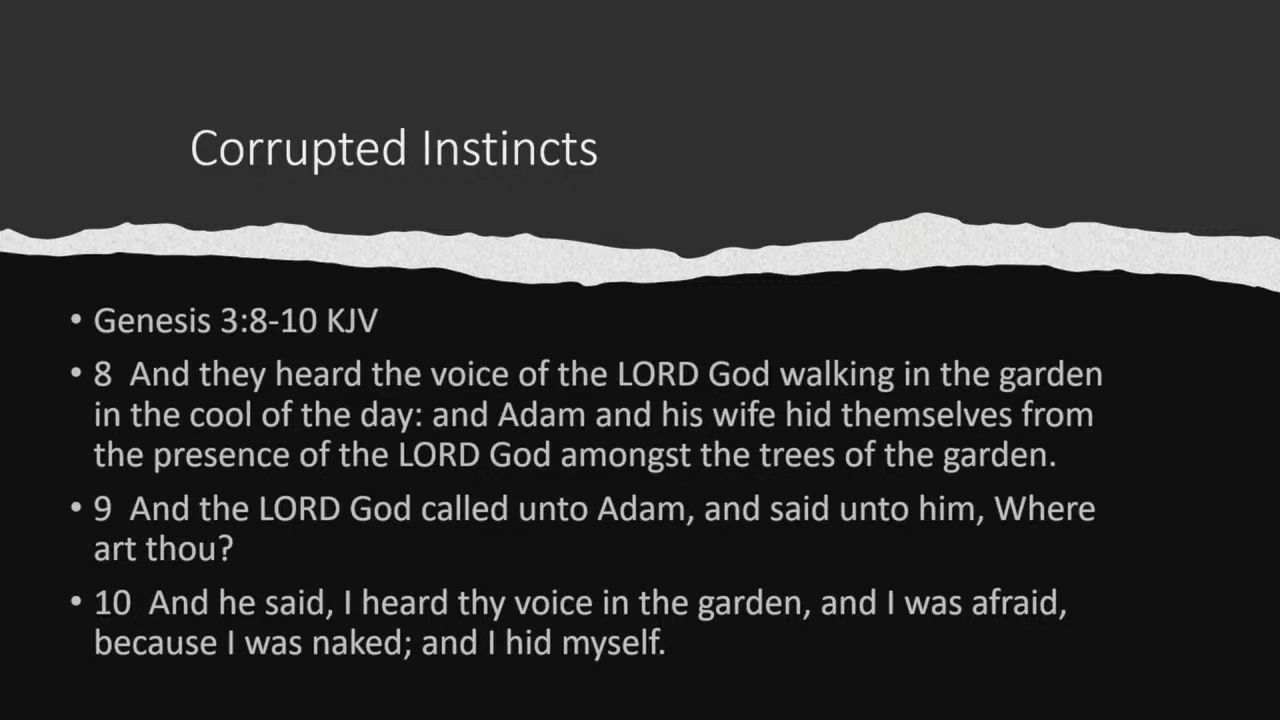 Corrupted Instincts
• Genesis 3:8-10 KJV
• 8  And they heard the voice of the LORD God walking in the garden
in the cool of the day: and Adam and his wife hid themselves from
the presence of the LORD God amongst the trees of the garden.
• 9  And the LORD God called unto Adam, and said unto him, Where
art thou?
• 10  And he said, I heard thy voice in the garden, and I was afraid,
because I was naked; and I hid myself.